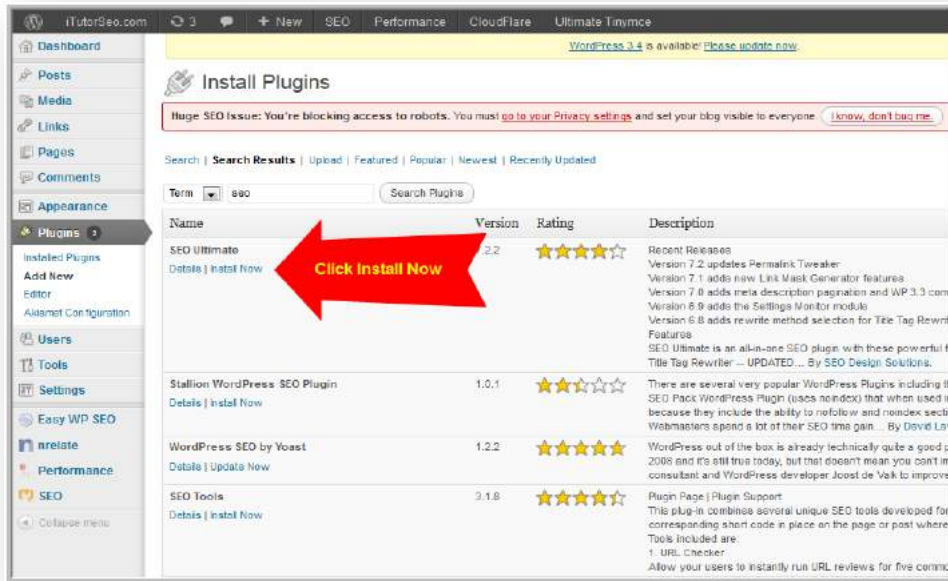 iTutorSeo.com 3 + New SEO Performance CloudFlare Ultimate Tinymce
Dashboard
Posts
Media
Links
Pages
Comments
Appearance
Plugins 3
Installed Plugins
Add New
Editor
Akismet Configuration
Users
Tools
Settings
Easy WP SEO
nrelate
Performance
SEO
Collapse menu
WordPress 3.4 is available! Please update now.
Install Plugins
Huge SEO Issue: You're blocking access to robots. You must go to your Privacy settings and set your blog visible to everyone. I know, don't bug me.
Search | Search Results | Upload | Featured | Popular | Newest | Recently Updated
Term seo Search Plugins
Name Version Rating Description
SEO Ultimate
Details | Install Now
Click Install Now
7.2.2
Recent Releases
Version 7.2 updates Permalink Tweaker
Version 7.1 adds new Link Mask Generator features
Version 7.0 adds meta description pagination and WP 3.3 com
Version 6.9 adds the Settings Monitor module
Version 6.8 adds rewrite method selection for Title Tag Rewrit
Features
SEO Ultimate is an all-in-one SEO plugin with these powerful f
Title Tag Rewriter -- UPDATED... By SEO Design Solutions.
Stallion WordPress SEO Plugin 1.0.1
Details | Install Now
There are several very popular WordPress Plugins including th
SEO Pack WordPress Plugin (uses noindex) that when used i
because they include the ability to nofollow and noindex secti
Webmasters spend a lot of their SEO time gain... By David La
WordPress SEO by Yoast 1.2.2
Details | Update Now
WordPress out of the box is already technically quite a good p
2008 and it's still true today, but that doesn't mean you can't im
consultant and WordPress developer Joost de Valk to improve
SEO Tools 3.1.8
Details | Install Now
Plugin Page | Plugin Support
This plug-in combines several unique SEO tools developed for
corresponding short code in place on the page or post where
Tools included are:
1. URL Checker
Allow your users to instantly run URL reviews for five commo